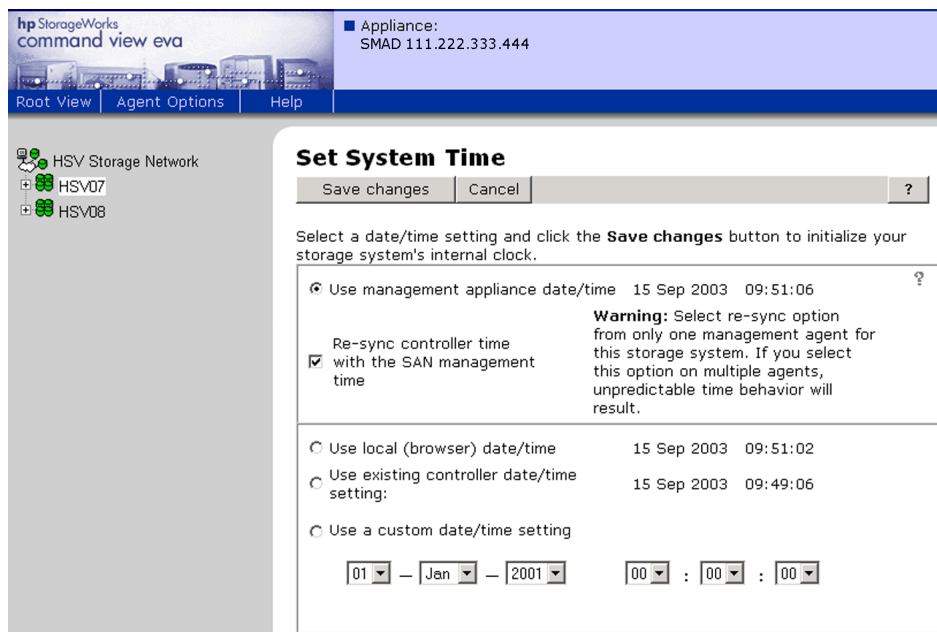 hp StorageWorks
command view eva
Appliance:
SMAD 111.222.333.444
Root View
Agent Options
Help
HSV Storage Network
HSV07
HSV08
Set System Time
Save changes
Cancel
?
Select a date/time setting and click the Save changes button to initialize your
storage system's internal clock.
Use management appliance date/time 15 Sep 2003 09:51:06
?
Re-sync controller time
with the SAN management
time
Warning: Select re-sync option
from only one management agent for
this storage system. If you select
this option on multiple agents,
unpredictable time behavior will
result.
Use local (browser) date/time 15 Sep 2003 09:51:02
Use existing controller date/time
setting:
15 Sep 2003 09:49:06
Use a custom date/time setting
01 – Jan – 2001 00 : 00 : 00